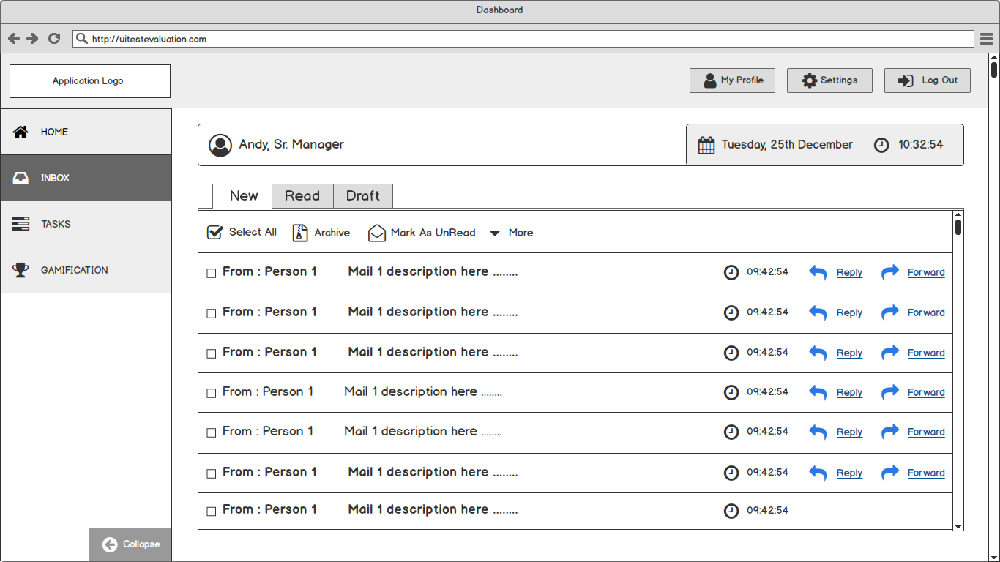 Dashboard
http://uitestevaluation.com
Application Logo
My Profile Settings Log Out
HOME
INBOX
TASKS
GAMIFICATION
Collapse
Andy, Sr. Manager Tuesday, 25th December 10:32:54
New Read Draft
Select All Archive Mark As UnRead More
From : Person 1 Mail 1 description here ........ 09:42:54 Reply Forward
From : Person 1 Mail 1 description here ........ 09:42:54 Reply Forward
From : Person 1 Mail 1 description here ........ 09:42:54 Reply Forward
From : Person 1 Mail 1 description here ........ 09:42:54 Reply Forward
From : Person 1 Mail 1 description here ........ 09:42:54 Reply Forward
From : Person 1 Mail 1 description here ........ 09:42:54 Reply Forward
From : Person 1 Mail 1 description here ........ 09:42:54